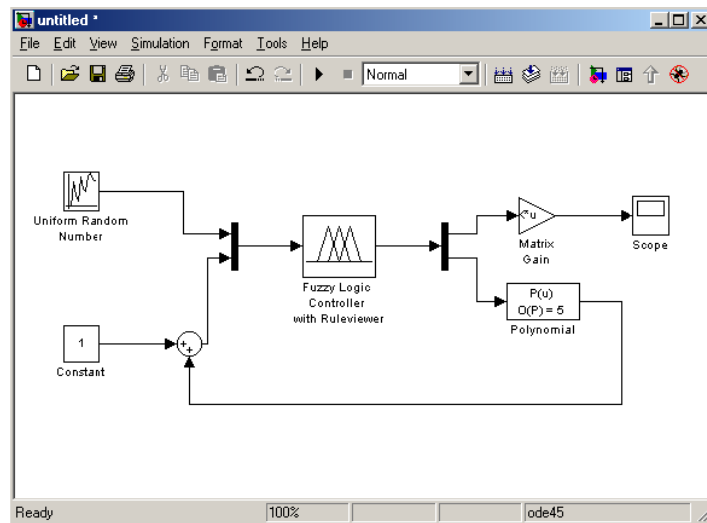 untitled *
File Edit View Simulation Format Tools Help
Normal
Uniform Random
Number
1
Constant
+
+
Fuzzy Logic
Controller
with Ruleviewer
*u
Matrix
Gain
Scope
P(u)
O(P) = 5
Polynomial
Ready 100% ode45